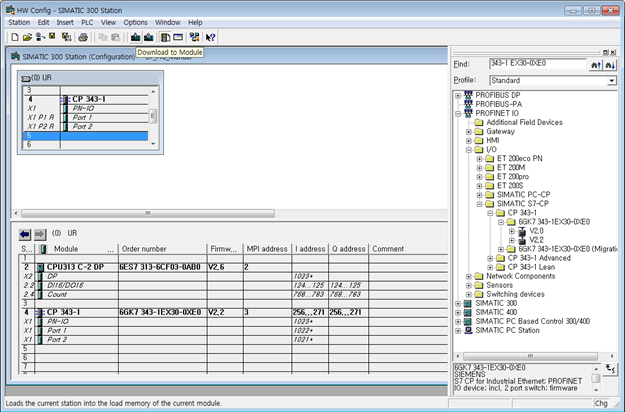 HW Config - SIMATIC 300 Station
Station Edit Insert PLC View Options Window Help
Download to Module
SIMATIC 300 Station (Configuration)
(0) UR
3
4 CP 343-1
X1 PN-IO
X1 P1 R Port 1
X1 P2 R Port 2
5
6
(0) UR
S... Module ... Order number Firmw... MPI address I address Q address Comment
1
2 CPU313 C-2 DP 6ES7 313-6CF03-0AB0 V2,6 2
X2 DP 1023*
2.2 DI16/DO16 124...125 124...125
2.4 Count 768...783 768...783
3
4 CP 343-1 6GK7 343-1EX30-0XE0 V2,2 3 256,,,271 256,,,271
X1 PN-IO 1023*
X1 Port 1 1022*
X1 Port 2 1021*
5
6
7
8
9
Loads the current station into the load memory of the current module.
Find: 343-1 EX30-0XE0
Profile: Standard
PROFIBUS DP
PROFIBUS-PA
PROFINET IO
Additional Field Devices
Gateway
HMI
I/O
ET 200eco PN
ET 200M
ET 200pro
ET 200S
SIMATIC PC-CP
SIMATIC S7-CP
CP 343-1
6GK7 343-1EX30-0XE0
V2.0
V2.2
6GK7 343-1EX30-0XE0 (Migratio
CP 343-1 Advanced
CP 343-1 Lean
Network Components
Sensors
Switching devices
SIMATIC 300
SIMATIC 400
SIMATIC PC Based Control 300/400
SIMATIC PC Station
6GK7 343-1EX30-0XE0
SIEMENS
S7 CP for Industrial Ethernet: PROFINET
IO device; incl, 2 port switch; firmware
Chg